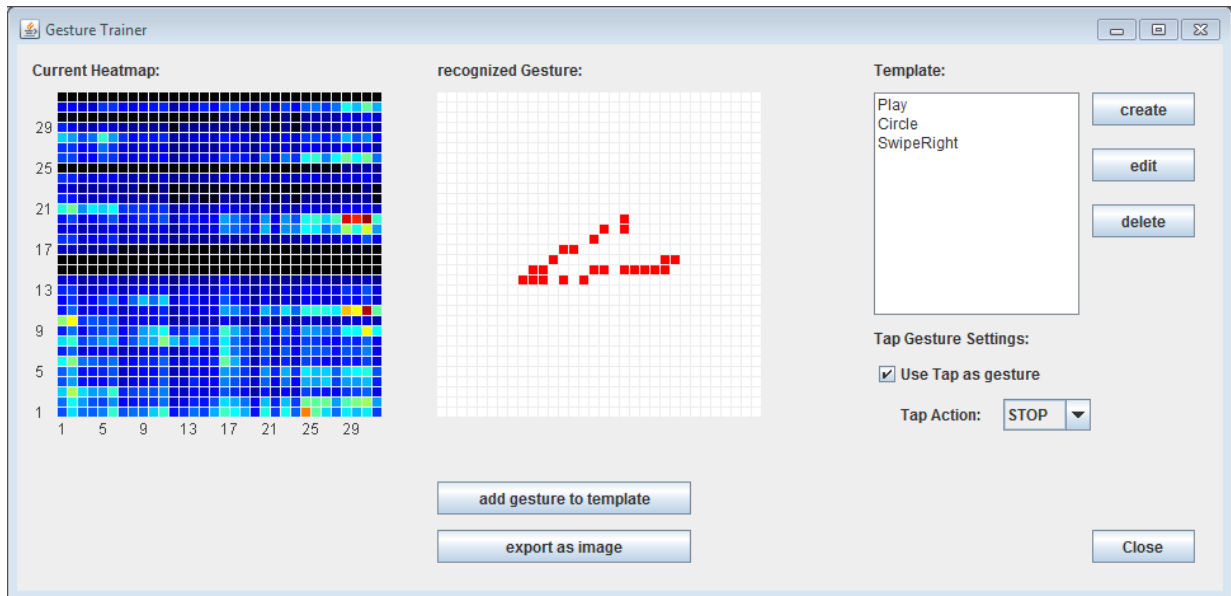 Gesture Trainer
Current Heatmap:
29
25
21
17
13
9
5
1
1 5 9 13 17 21 25 29
recognized Gesture:
add gesture to template
export as image
Template:
Play
Circle
SwipeRight
create
edit
delete
Tap Gesture Settings:
Use Tap as gesture
Tap Action: STOP
Close